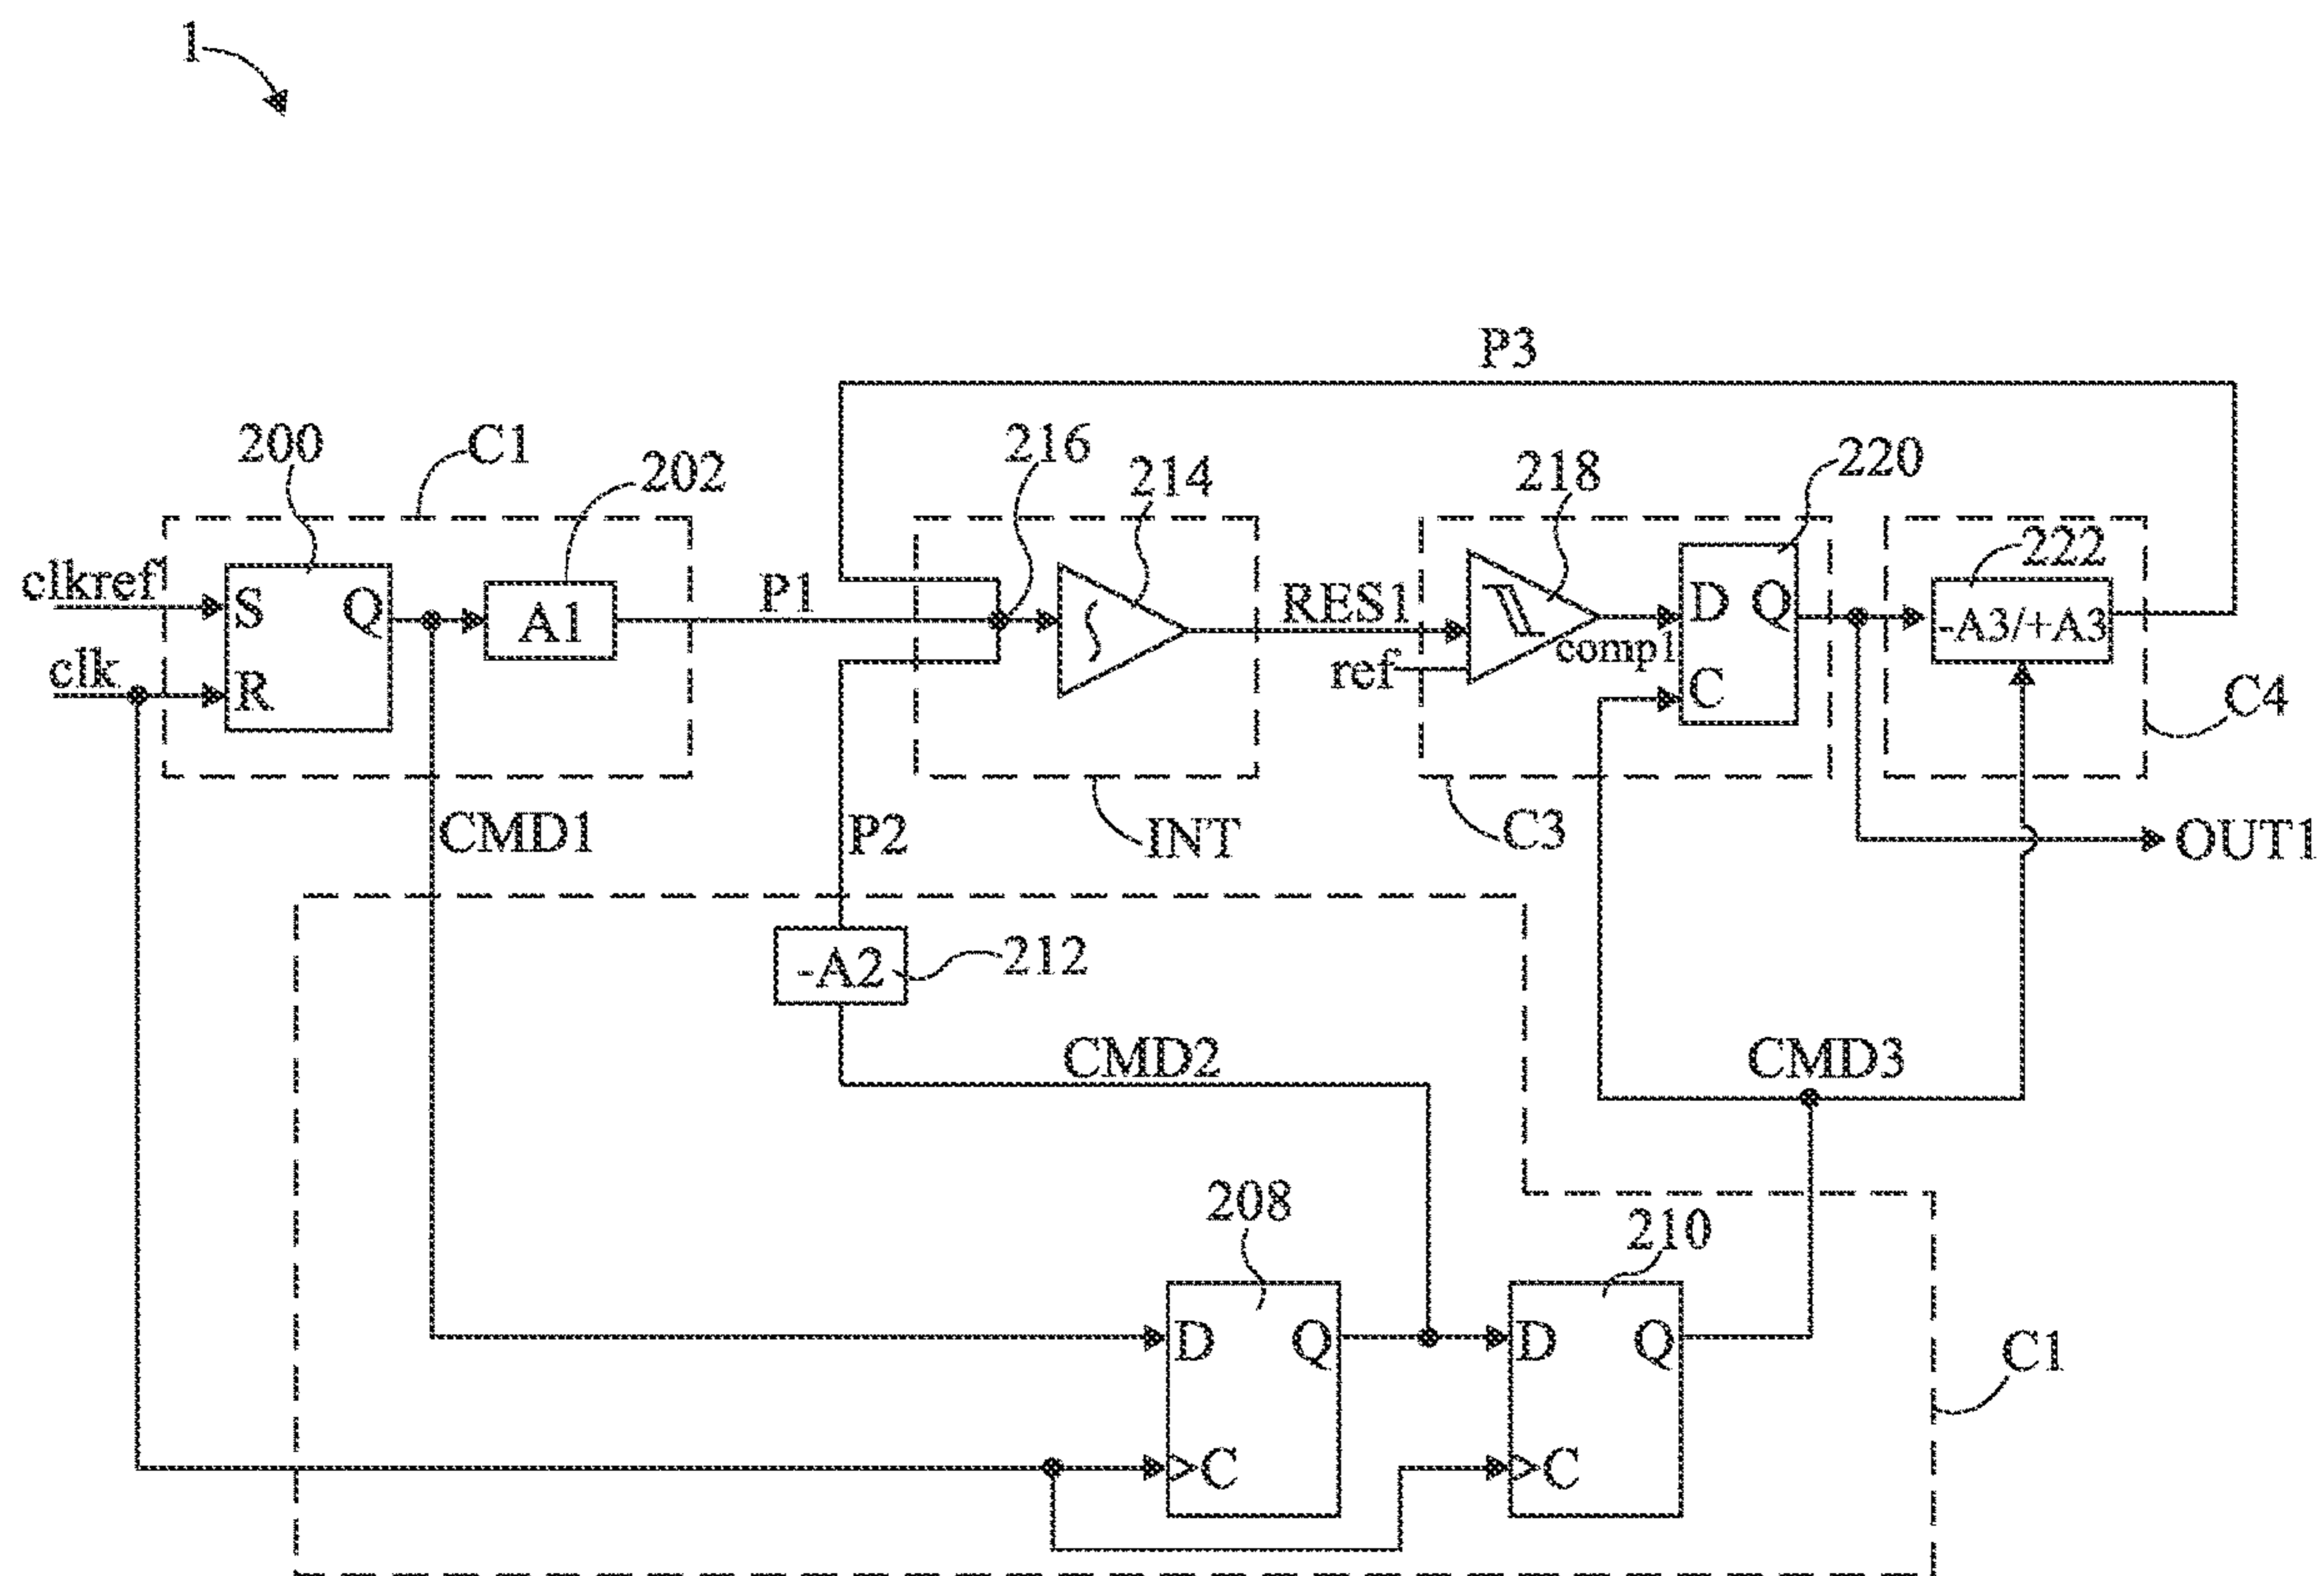 1
P3
200
C1
202
216
214
218
220
222
clkref
S
Q
A1
P1
RES1
D
Q
-A3/+A3
clk
R
ref
comp1
C
C4
CMD1
P2
INT
C3
OUT1
-A2
212
CMD2
CMD3
208
210
D
Q
D
Q
C1
C
C